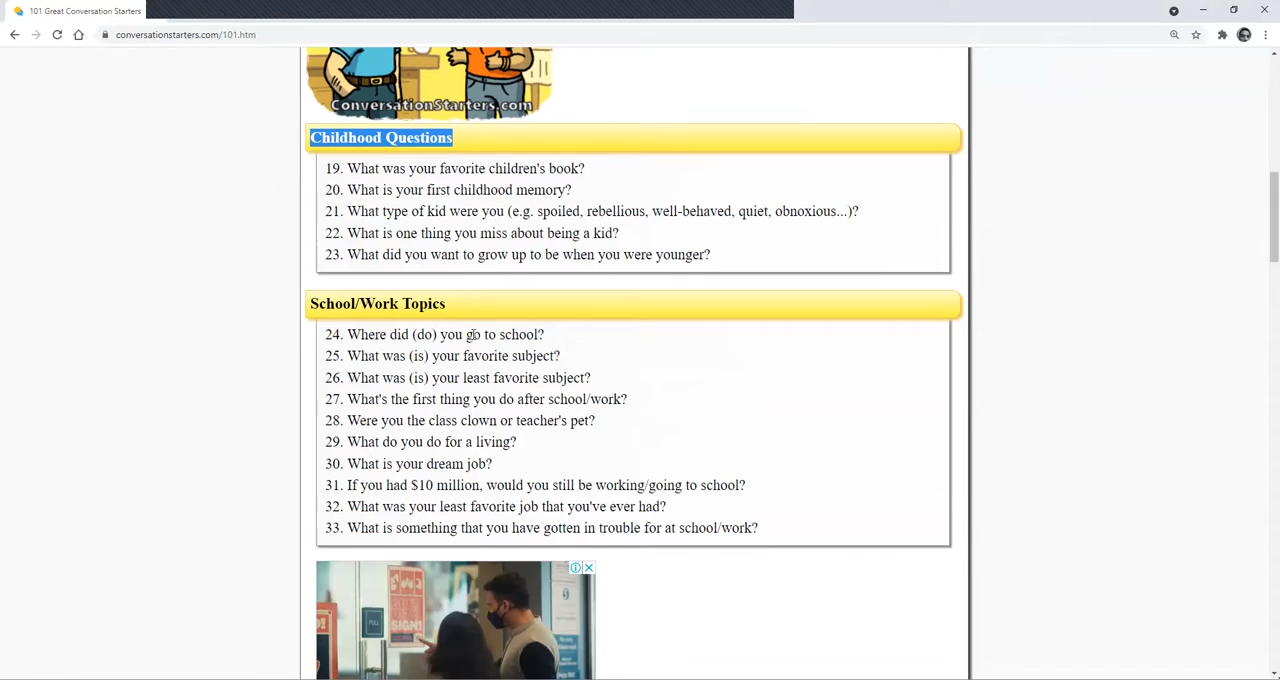 101 Great Conversation Starters
conversationstarters.com/101.htm
ConversationStarters.com
Childhood Questions
19. What was your favorite children's book?
20. What is your first childhood memory?
21. What type of kid were you (e.g. spoiled, rebellious, well-behaved, quiet, obnoxious...)?
22. What is one thing you miss about being a kid?
23. What did you want to grow up to be when you were younger?
School/Work Topics
24. Where did (do) you go to school?
25. What was (is) your favorite subject?
26. What was (is) your least favorite subject?
27. What's the first thing you do after school/work?
28. Were you the class clown or teacher's pet?
29. What do you do for a living?
30. What is your dream job?
31. If you had $10 million, would you still be working/going to school?
32. What was your least favorite job that you've ever had?
33. What is something that you have gotten in trouble for at school/work?
PULL
SIGN!